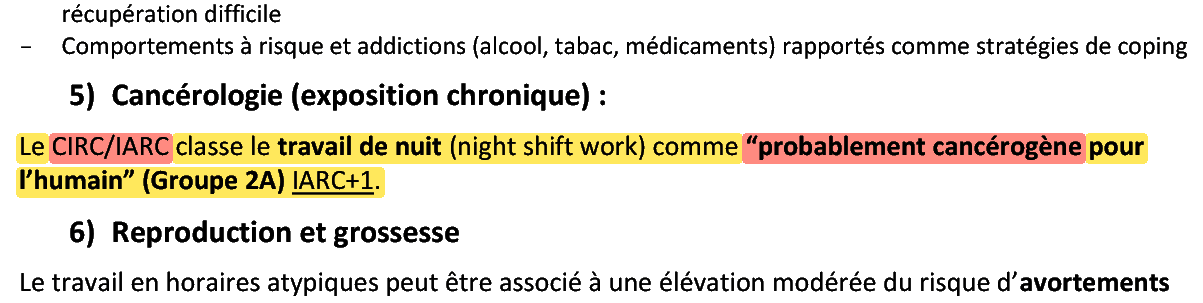 récupération difficile
- Comportements à risque et addictions (alcool, tabac, médicaments) rapportés comme stratégies de coping
5) Cancérologie (exposition chronique) :
Le CIRC/IARC classe le travail de nuit (night shift work) comme “probablement cancérogène pour
l’humain” (Groupe 2A) IARC+1.
6) Reproduction et grossesse
Le travail en horaires atypiques peut être associé à une élévation modérée du risque d’avortements